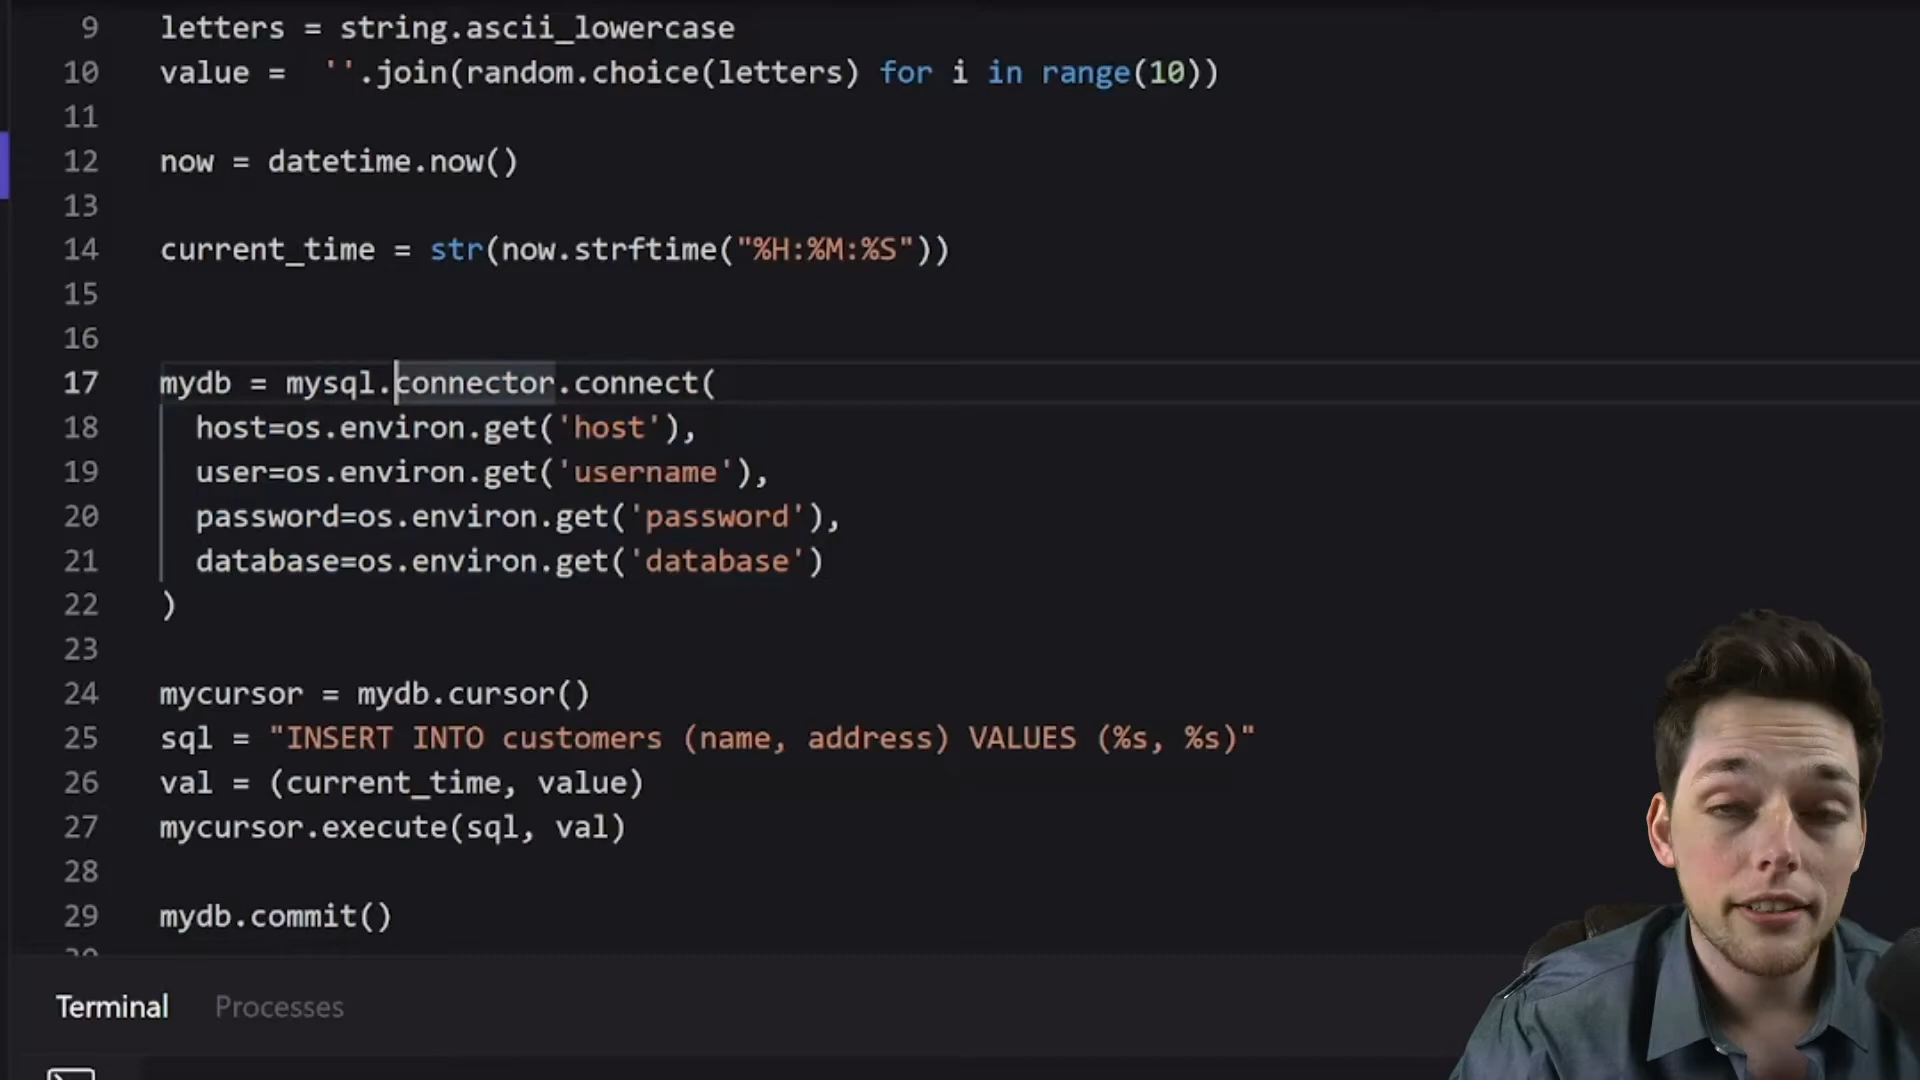 9 letters = string.ascii_lowercase
10 value =  ''.join(random.choice(letters) for i in range(10))
11
12 now = datetime.now()
13
14 current_time = str(now.strftime("%H:%M:%S"))
15
16
17 mydb = mysql.connector.connect(
18   host=os.environ.get('host'),
19   user=os.environ.get('username'),
20   password=os.environ.get('password'),
21   database=os.environ.get('database')
22 )
23
24 mycursor = mydb.cursor()
25 sql = "INSERT INTO customers (name, address) VALUES (%s, %s)"
26 val = (current_time, value)
27 mycursor.execute(sql, val)
28
29 mydb.commit()
Terminal Processes